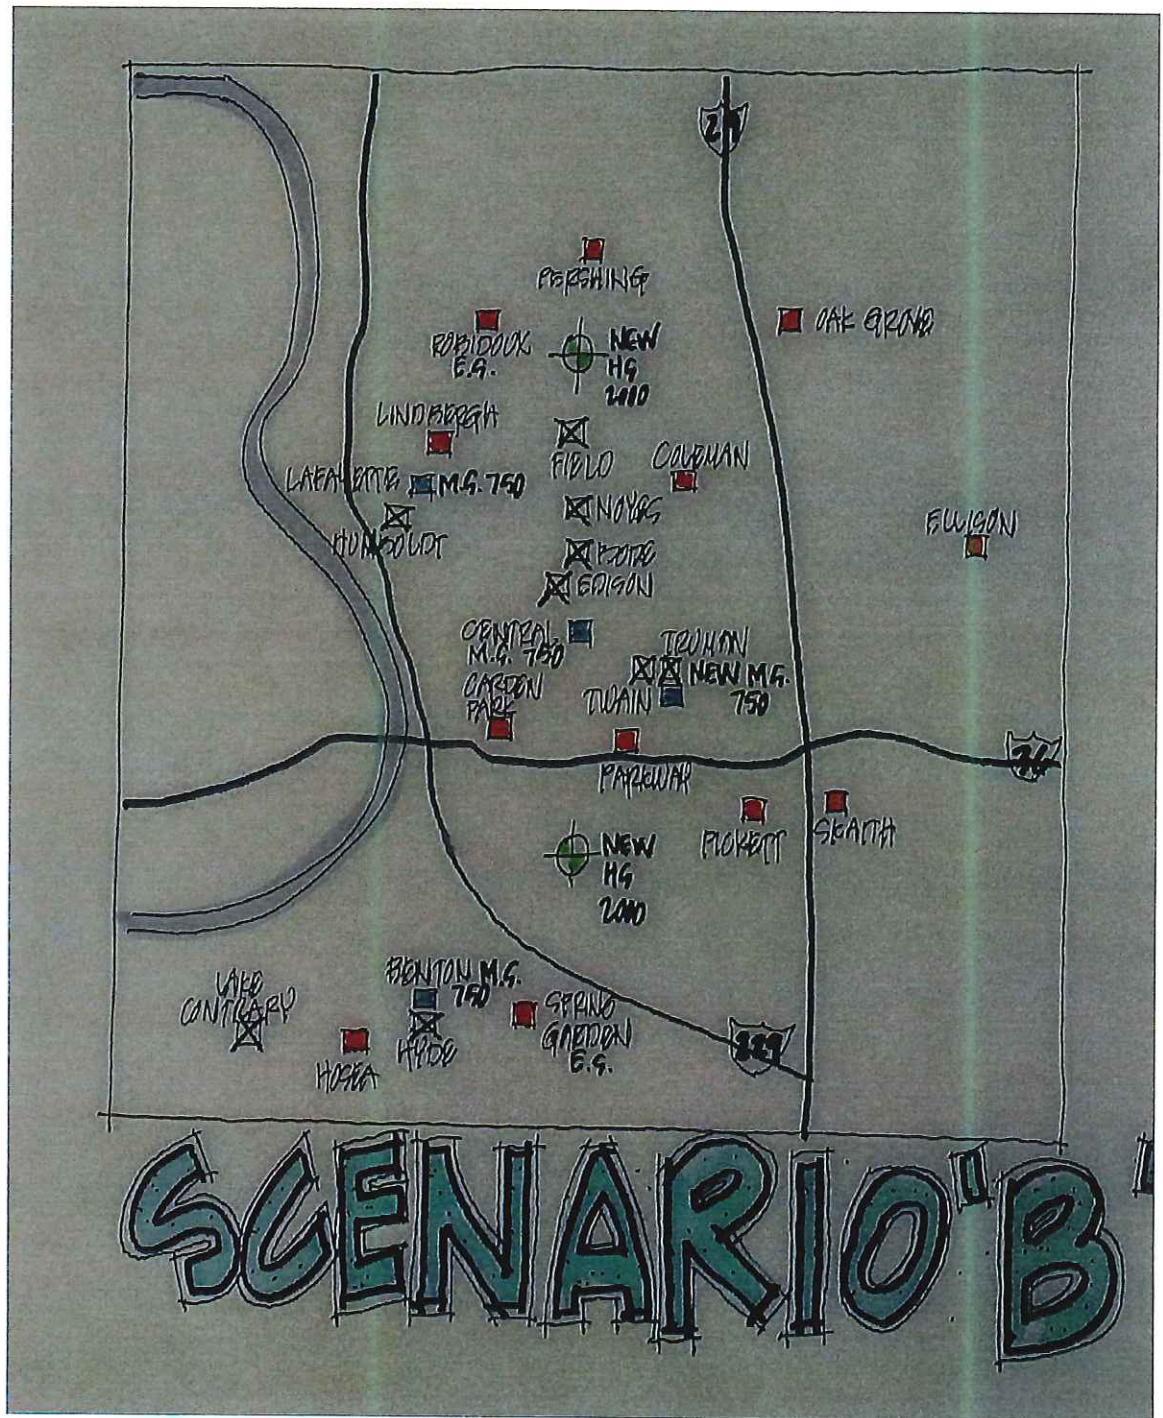 29
PERSHING
ROBIDOUX
E.S.
NEW
HS
2000
OAK GROVE
LINDBERGH
FIELD
COLEMAN
LAFAYETTE
M.S. 750
NOYES
HUMBOLDT
ELLISON
BODE
EDISON
CENTRAL
M.S. 750
TRUMAN
NEW M.S.
750
TWAIN
CARDEN
PARK
36
PARKWAY
PICKETT
SKAITH
NEW
HS
2000
LAKE
CONTRARY
BENTON M.S.
750
HYDE
HOSEA
SPRING
GARDEN
E.S.
229
SCENARIO 'B'